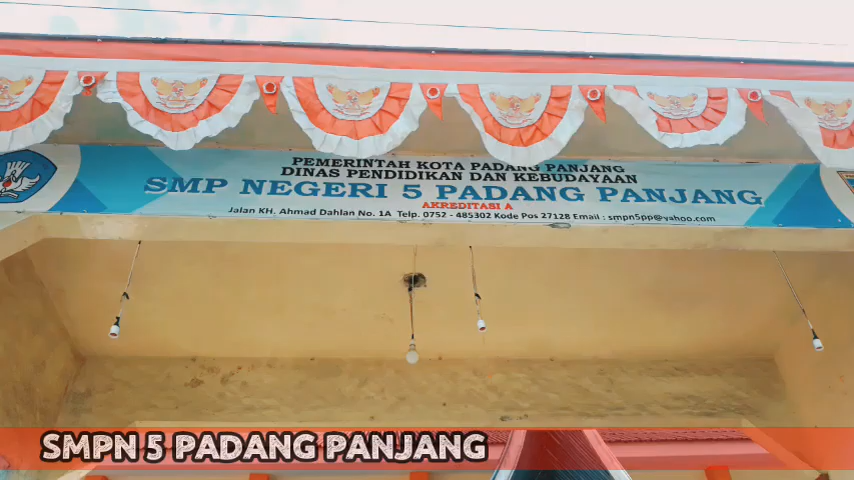 PEMERINTAH KOTA PADANG PANJANG
DINAS PENDIDIKAN DAN KEBUDAYAAN
SMP NEGERI 5 PADANG PANJANG
AKREDITASI A
Jalan KH. Ahmad Dahlan No. 1A Telp. 0752 - 485302 Kode Pos 27128 Email : smpn5pp@yahoo.com
SMPN 5 PADANG PANJANG